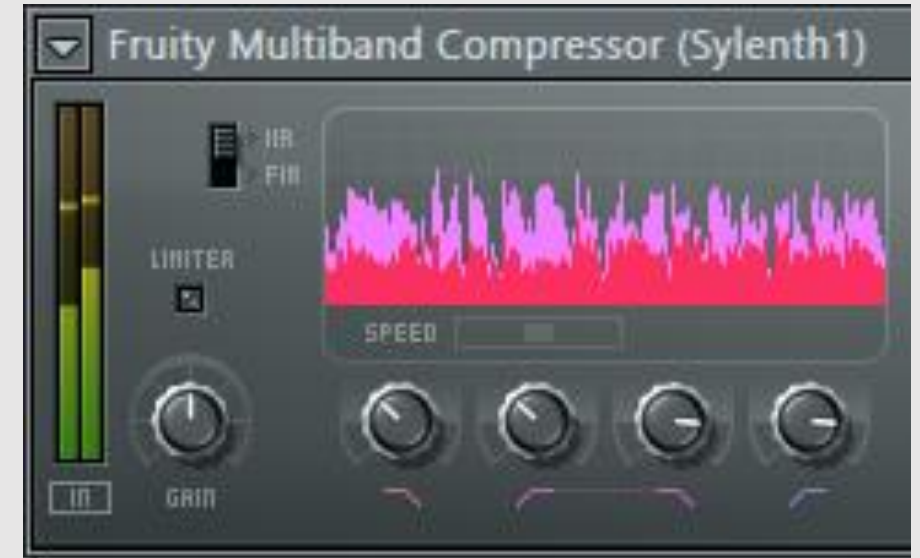 Fruity Multiband Compressor (Sylenth1)
IIR
FIR
LIMITER
SPEED
IN
GAIN